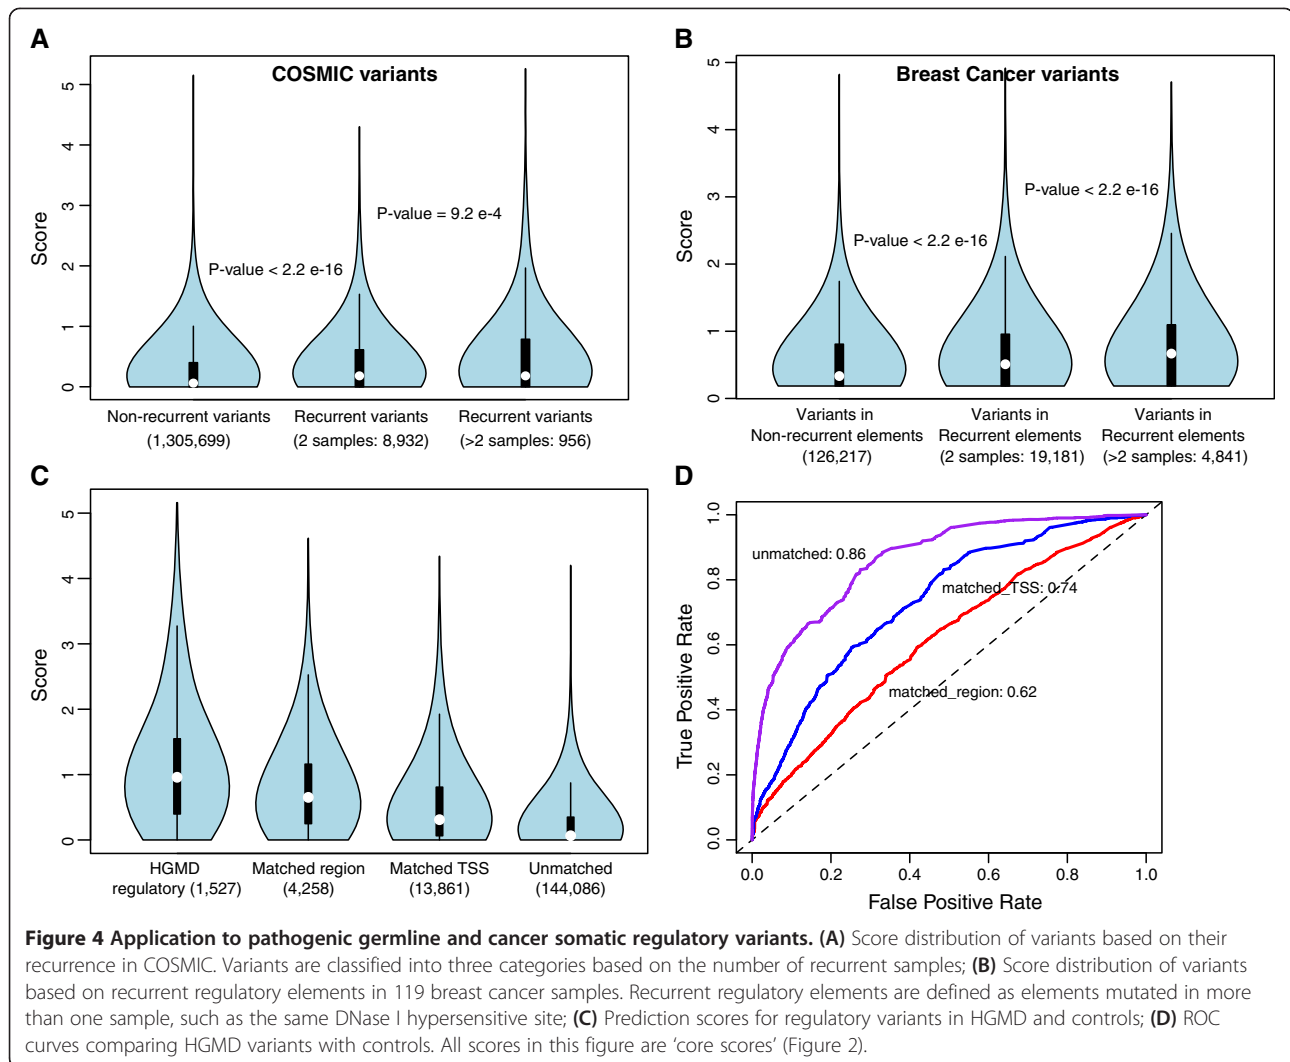 A
COSMIC variants
Score
0
1
2
3
4
5
P-value < 2.2 e-16
P-value = 9.2 e-4
Non-recurrent variants
(1,305,699)
Recurrent variants
(2 samples: 8,932)
Recurrent variants
(>2 samples: 956)
B
Breast Cancer variants
Score
0
1
2
3
4
5
P-value < 2.2 e-16
P-value < 2.2 e-16
Variants in
Non-recurrent elements
(126,217)
Variants in
Recurrent elements
(2 samples: 19,181)
Variants in
Recurrent elements
(>2 samples: 4,841)
C
Score
0
1
2
3
4
5
HGMD
regulatory (1,527)
Matched region
(4,258)
Matched TSS
(13,861)
Unmatched
(144,086)
D
True Positive Rate
0.0
0.2
0.4
0.6
0.8
1.0
unmatched: 0.86
matched_TSS: 0.74
matched_region: 0.62
0.0 0.2 0.4 0.6 0.8 1.0
False Positive Rate
Figure 4 Application to pathogenic germline and cancer somatic regulatory variants. (A) Score distribution of variants based on their
recurrence in COSMIC. Variants are classified into three categories based on the number of recurrent samples; (B) Score distribution of variants
based on recurrent regulatory elements in 119 breast cancer samples. Recurrent regulatory elements are defined as elements mutated in more
than one sample, such as the same DNase I hypersensitive site; (C) Prediction scores for regulatory variants in HGMD and controls; (D) ROC
curves comparing HGMD variants with controls. All scores in this figure are ‘core scores’ (Figure 2).